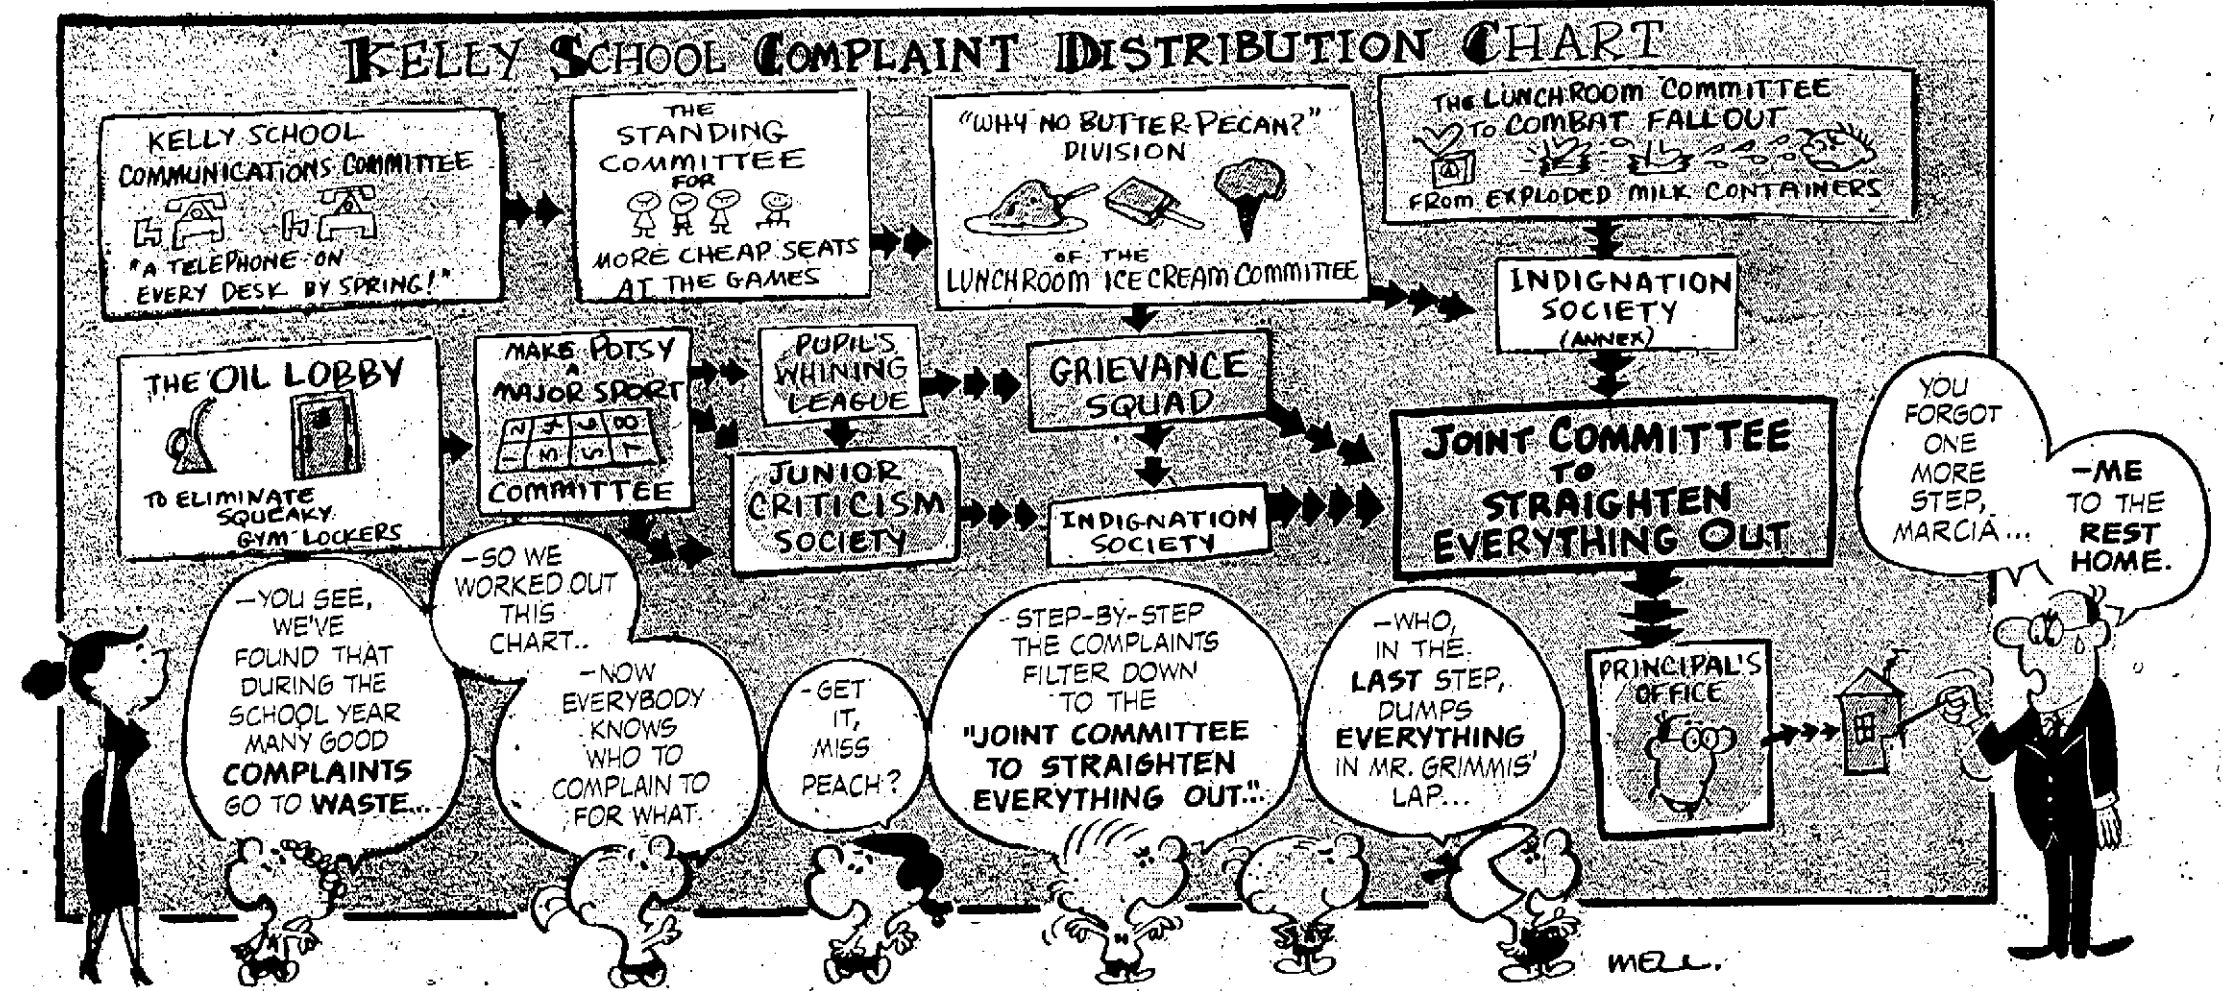 KELLY SCHOOL COMPLAINT DISTRIBUTION CHART
KELLY SCHOOL
COMMUNICATIONS COMMITTEE
"A TELEPHONE ON
EVERY DESK BY SPRING!"
THE
STANDING
COMMITTEE
FOR
MORE CHEAP SEATS
AT THE GAMES
"WHY NO BUTTER-PECAN?"
DIVISION
OF THE
LUNCHROOM ICE CREAM COMMITTEE
THE LUNCHROOM COMMITTEE
TO COMBAT FALLOUT
FROM EXPLODED MILK CONTAINERS
INDIGNATION
SOCIETY
(ANNEX)
THE OIL LOBBY
TO ELIMINATE
SQUEAKY
GYM LOCKERS
MAKE POTSY
A
MAJOR SPORT
2 4 6 8
1 3 5 7
COMMITTEE
PUPIL'S
WHINING
LEAGUE
GRIEVANCE
SQUAD
JUNIOR
CRITICISM
SOCIETY
INDIGNATION
SOCIETY
JOINT COMMITTEE
TO
STRAIGHTEN
EVERYTHING OUT
PRINCIPAL'S
OFFICE
-YOU SEE,
WE'VE
FOUND THAT
DURING THE
SCHOOL YEAR
MANY GOOD
COMPLAINTS
GO TO WASTE...
-SO WE
WORKED OUT
THIS
CHART..
-NOW
EVERYBODY
KNOWS
WHO TO
COMPLAIN TO
FOR WHAT.
-GET
IT,
MISS
PEACH?
-STEP-BY-STEP
THE COMPLAINTS
FILTER DOWN
TO THE
"JOINT COMMITTEE
TO STRAIGHTEN
EVERYTHING OUT."..
-WHO,
IN THE
LAST STEP,
DUMPS
EVERYTHING
IN MR. GRIMMIS'
LAP...
YOU
FORGOT
ONE
MORE
STEP,
MARCIA...
-ME
TO THE
REST
HOME.
MELL.